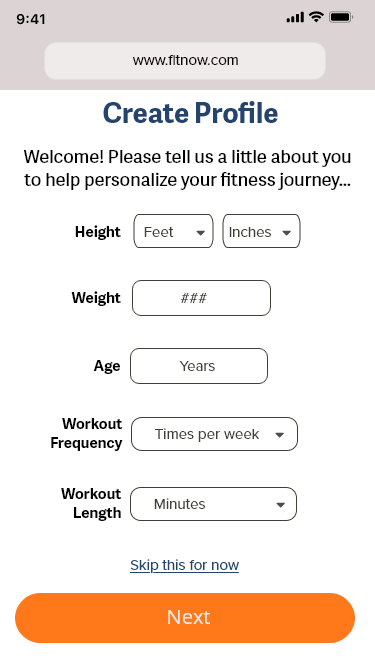 9:41
www.fitnow.com
Create Profile
Welcome! Please tell us a little about you
to help personalize your fitness journey...
Height Feet Inches
Weight ###
Age Years
Workout
Frequency Times per week
Workout
Length Minutes
Skip this for now
Next